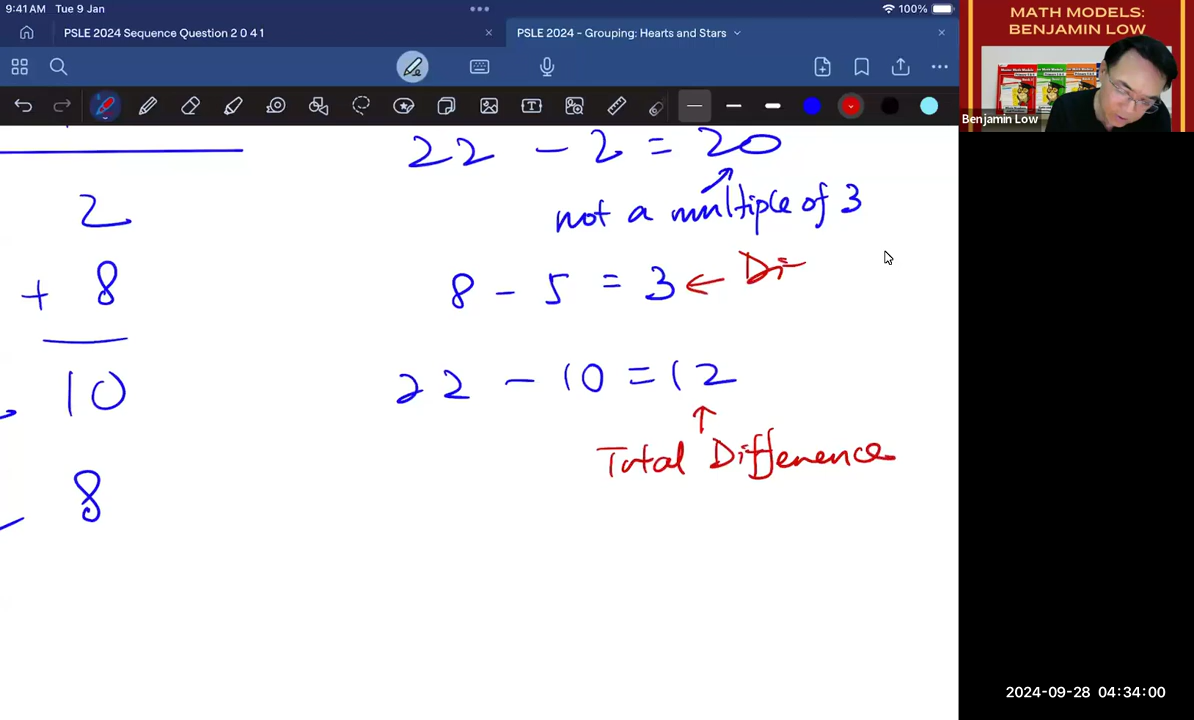 9:41 AM Tue 9 Jan
100%
PSLE 2024 Sequence Question 2 0 4 1
PSLE 2024 - Grouping: Hearts and Stars
MATH MODELS:
BENJAMIN LOW
Benjamin Low
22 - 2 = 20
not a multiple of 3
2
+ 8
10
8
8 - 5 = 3 ← Di
22 - 10 = 12
↑
Total Difference
2024-09-28 04:34:00